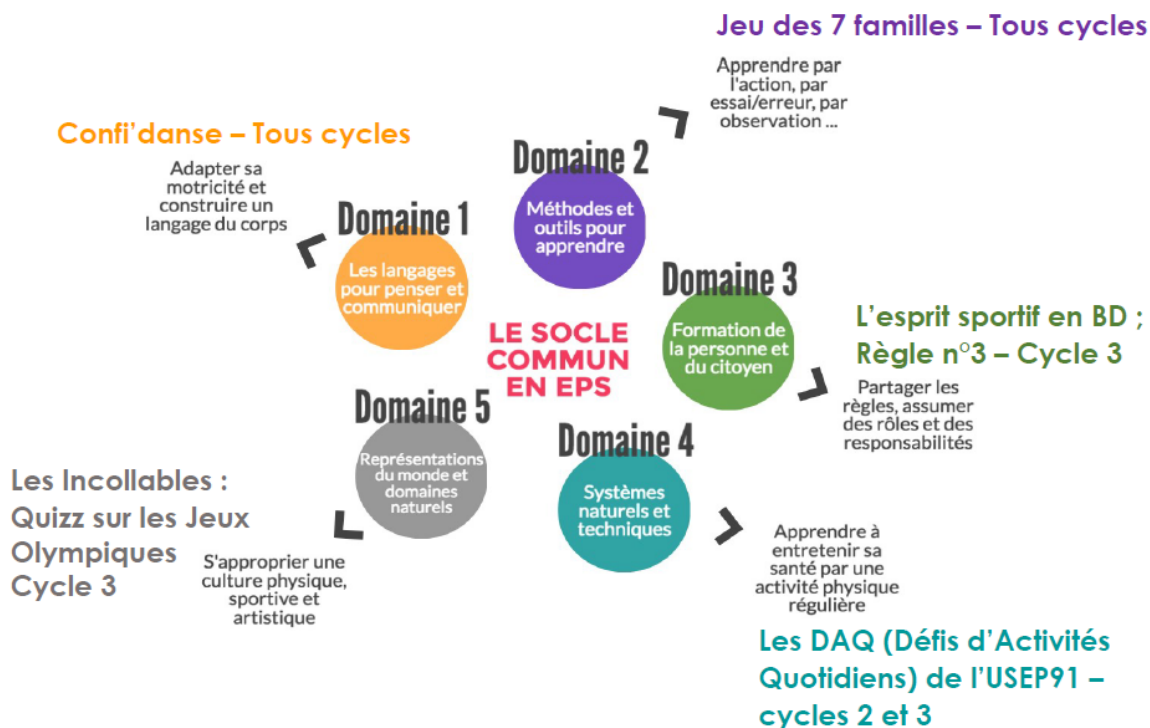 Jeu des 7 familles – Tous cycles
Apprendre par
l'action, par
essai/erreur, par
observation ...
Confi'danse – Tous cycles
Adapter sa
motricité et
construire un
langage du corps
Domaine 1
Les langages
pour penser et
communiquer
Domaine 2
Méthodes et
outils pour
apprendre
Domaine 3
Formation de
la personne et
du citoyen
L'esprit sportif en BD ;
Règle n°3 – Cycle 3
Partager les
règles, assumer
des rôles et des
responsabilités
LE SOCLE
COMMUN
EN EPS
Domaine 5
Représentations
du monde et
domaines
naturels
Les Incollables :
Quizz sur les Jeux
Olympiques
Cycle 3
S'approprier une
culture physique,
sportive et
artistique
Domaine 4
Systèmes
naturels et
techniques
Apprendre à
entretenir sa
santé par une
activité physique
régulière
Les DAQ (Défis d'Activités
Quotidiens) de l'USEP91 –
cycles 2 et 3